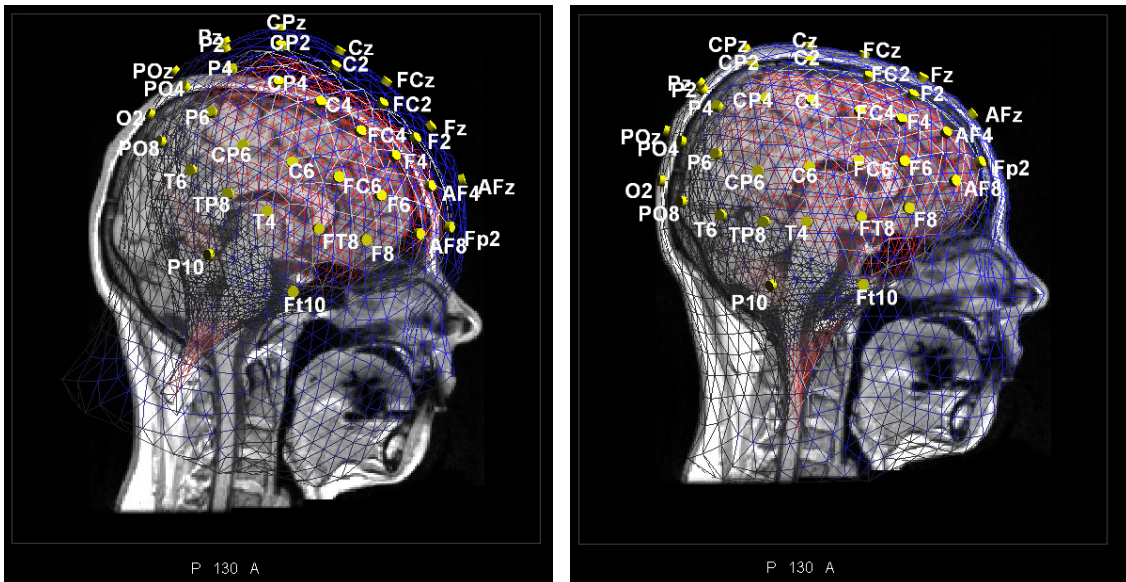 CPz
Pz CP2 Cz
P2 C2
POz P4 CP4 FCz
PO4 C4 FC2
O2 P6 FC4 Fz
PO8 CP6 F2
T6 C6 F4
TP8 FC6 AF4 AFz
T4 F6
P10 FT8 F8 AF8 Fp2
Ft10
P 130 A
CPz Cz FCz
CP2 C2 FC2 Fz
Pz P2 CP4 C4 F2
P4 FC4 F4 AFz
POz AF4
PO4 P6 CP6 C6 FC6 F6 Fp2
O2 AF8
PO8 T6 TP8 T4 FT8 F8
P10 Ft10
P 130 A